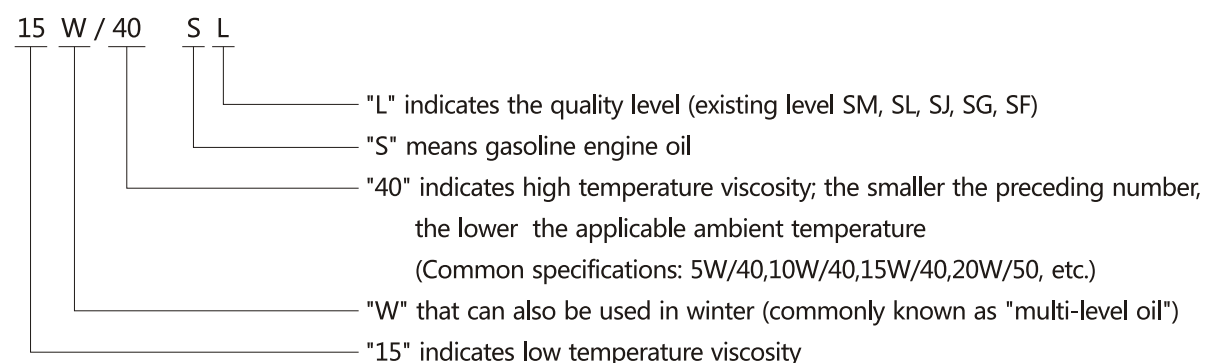 15 W / 40 S L
"L" indicates the quality level (existing level SM, SL, SJ, SG, SF)
"S" means gasoline engine oil
"40" indicates high temperature viscosity; the smaller the preceding number,
the lower the applicable ambient temperature
(Common specifications: 5W/40,10W/40,15W/40,20W/50, etc.)
"W" that can also be used in winter (commonly known as "multi-level oil")
"15" indicates low temperature viscosity